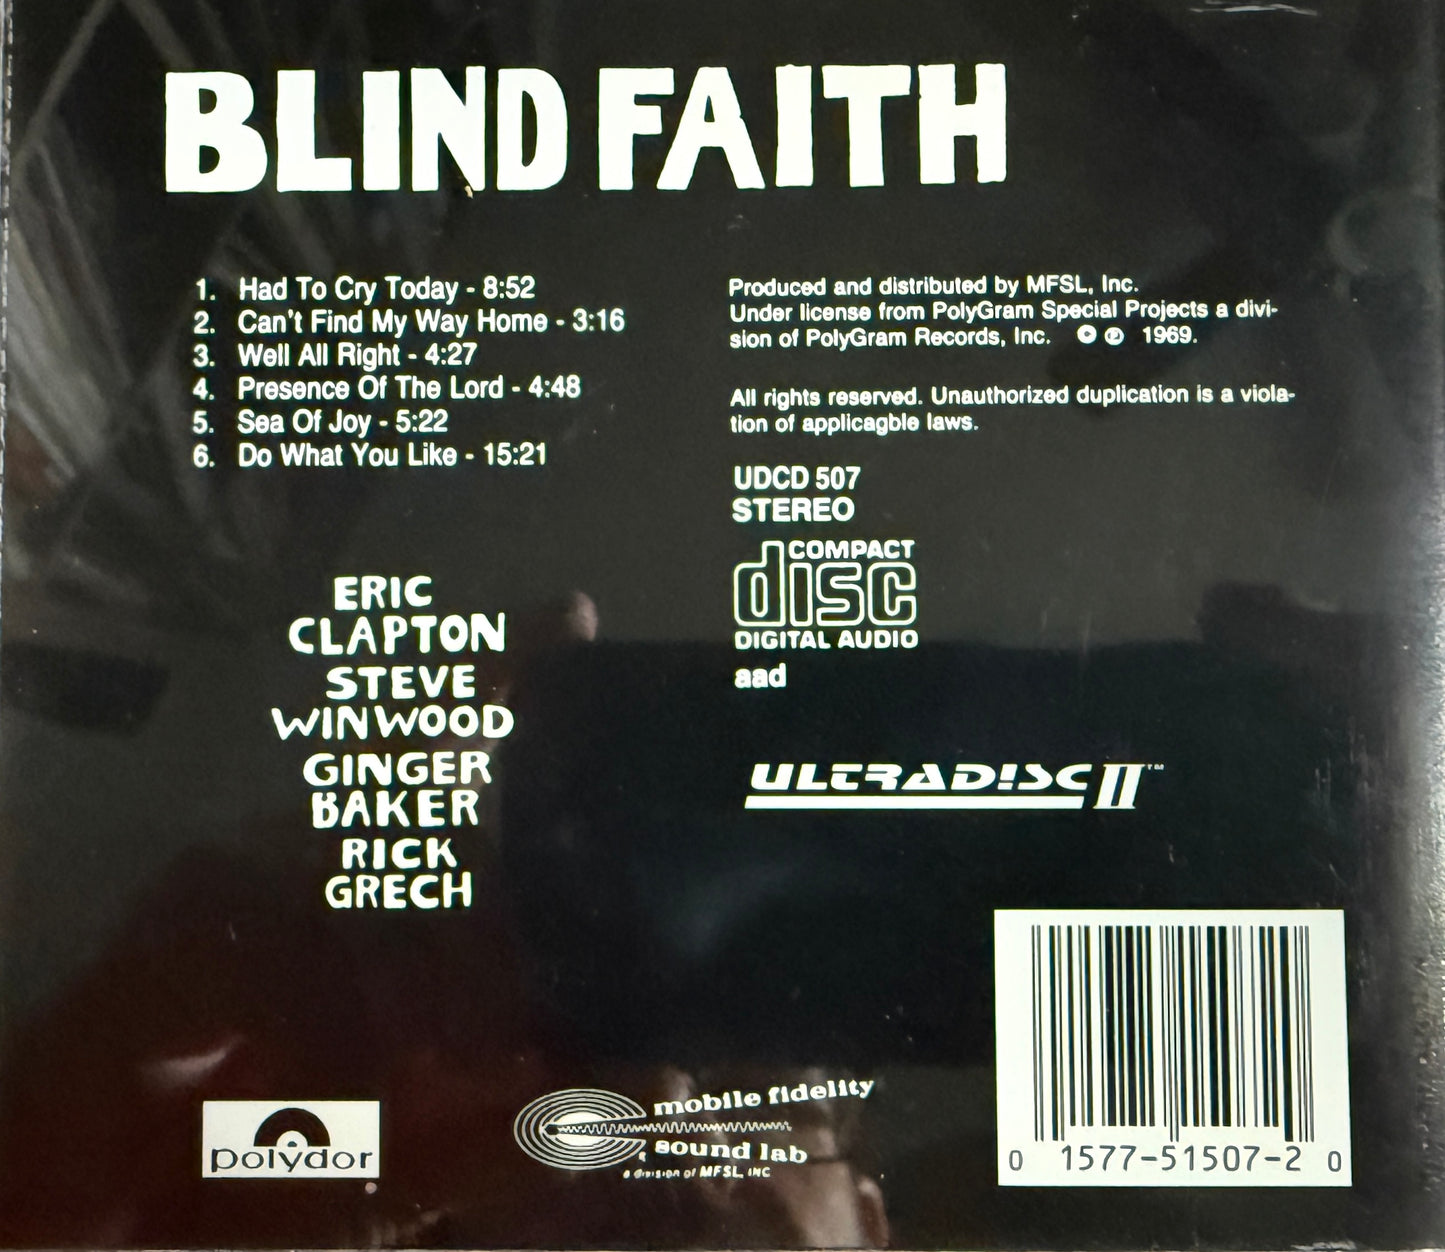 BLIND FAITH
1. Had To Cry Today - 8:52
2. Can't Find My Way Home - 3:16
3. Well All Right - 4:27
4. Presence Of The Lord - 4:48
5. Sea Of Joy - 5:22
6. Do What You Like - 15:21
ERIC
CLAPTON
STEVE
WINWOOD
GINGER
BAKER
RICK
GRECH
Produced and distributed by MFSL, Inc.
Under license from PolyGram Special Projects a divi-
sion of PolyGram Records, Inc. © ℗ 1969.
All rights reserved. Unauthorized duplication is a viola-
tion of applicagble laws.
UDCD 507
STEREO
COMPACT
disc
DIGITAL AUDIO
aad
ULTRADISC II™
polydor
mobile fidelity
sound lab
a division of MFSL, INC
0 1577-51507-2 0